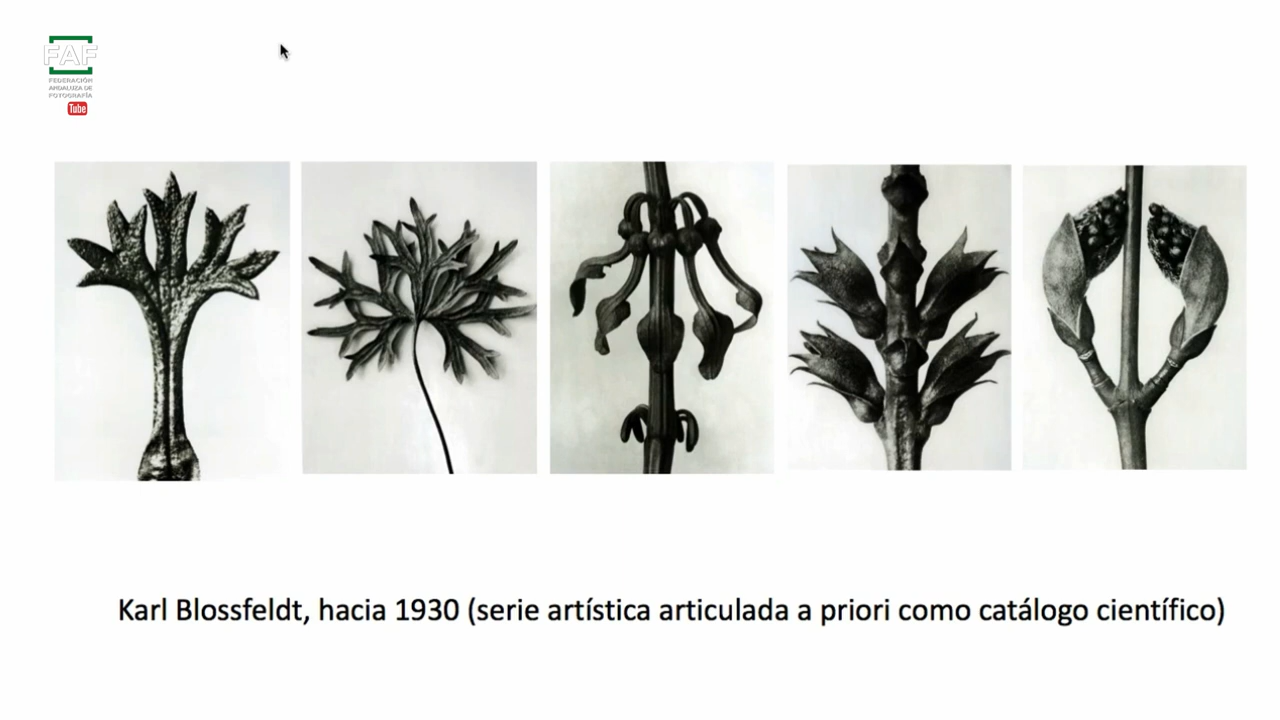 FAF
FEDERACIÓN
ANDALUZA DE
FOTOGRAFÍA
Tube
Karl Blossfeldt, hacia 1930 (serie artística articulada a priori como catálogo científico)